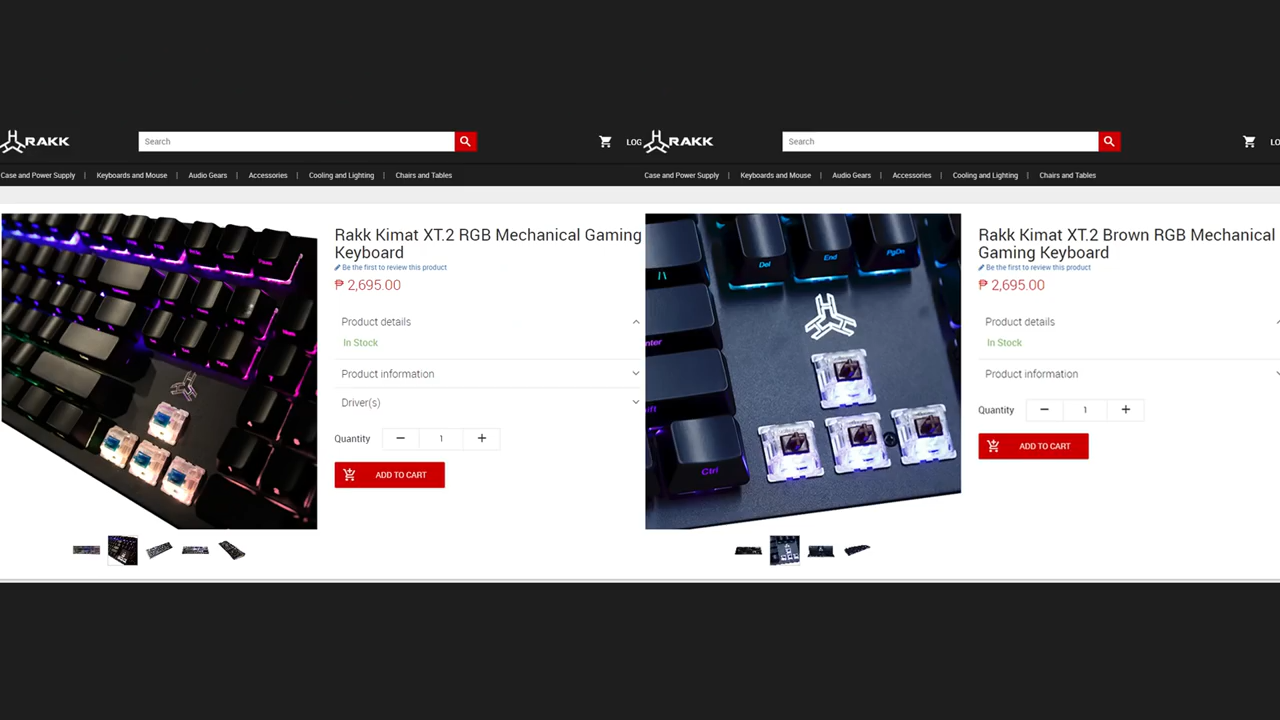 RAKK
Search
LOG
Case and Power Supply | Keyboards and Mouse | Audio Gears | Accessories | Cooling and Lighting | Chairs and Tables
Rakk Kimat XT.2 RGB Mechanical Gaming
Keyboard
Be the first to review this product
₱ 2,695.00
Product details
In Stock
Product information
Driver(s)
Quantity − 1 +
ADD TO CART
RAKK
Search
LO
Case and Power Supply | Keyboards and Mouse | Audio Gears | Accessories | Cooling and Lighting | Chairs and Tables
Del
End
PgDn
Ctrl
Rakk Kimat XT.2 Brown RGB Mechanical
Gaming Keyboard
Be the first to review this product
₱ 2,695.00
Product details
In Stock
Product information
Quantity − 1 +
ADD TO CART